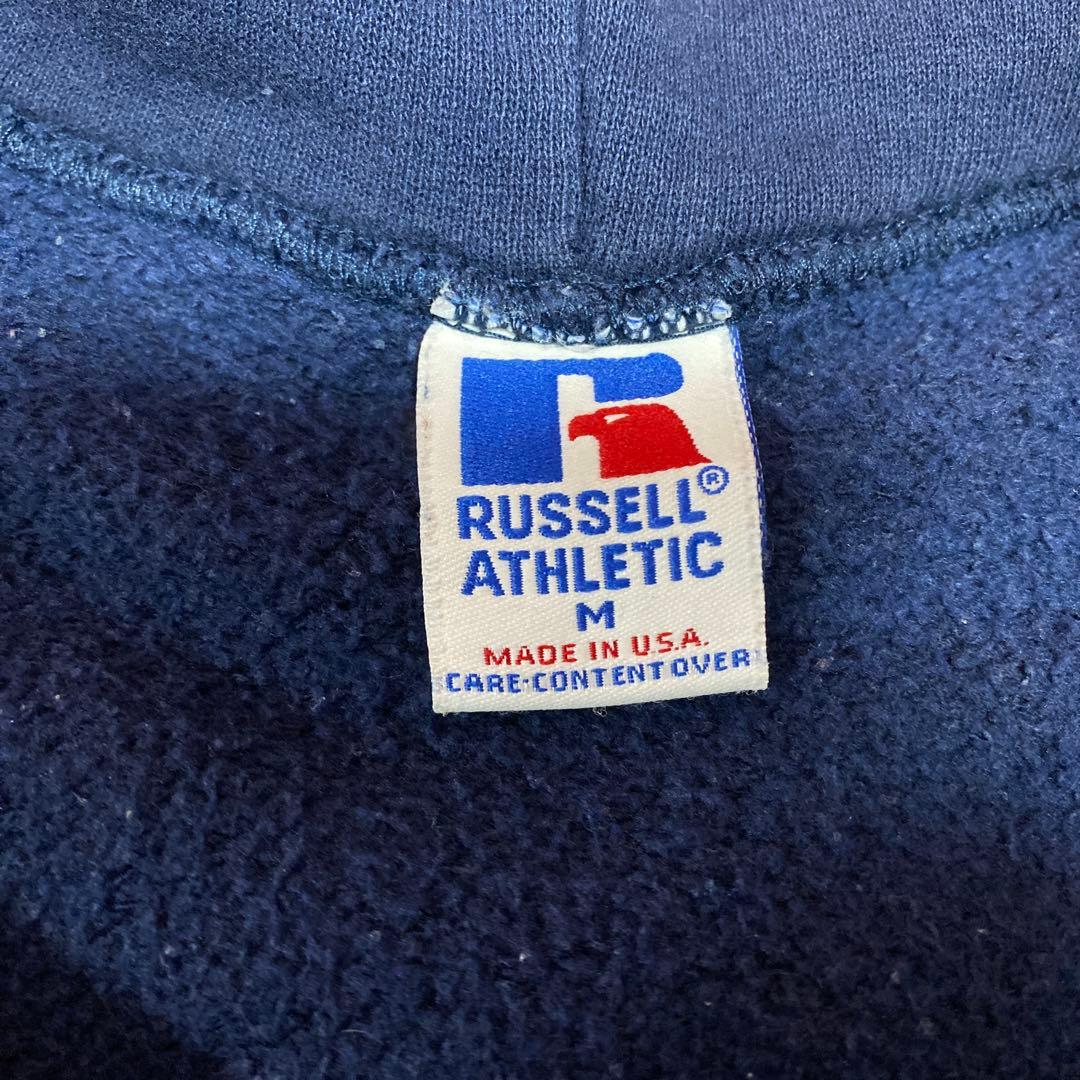 RUSSELL®
ATHLETIC
M
MADE IN U.S.A.
CARE-CONTENT OVER